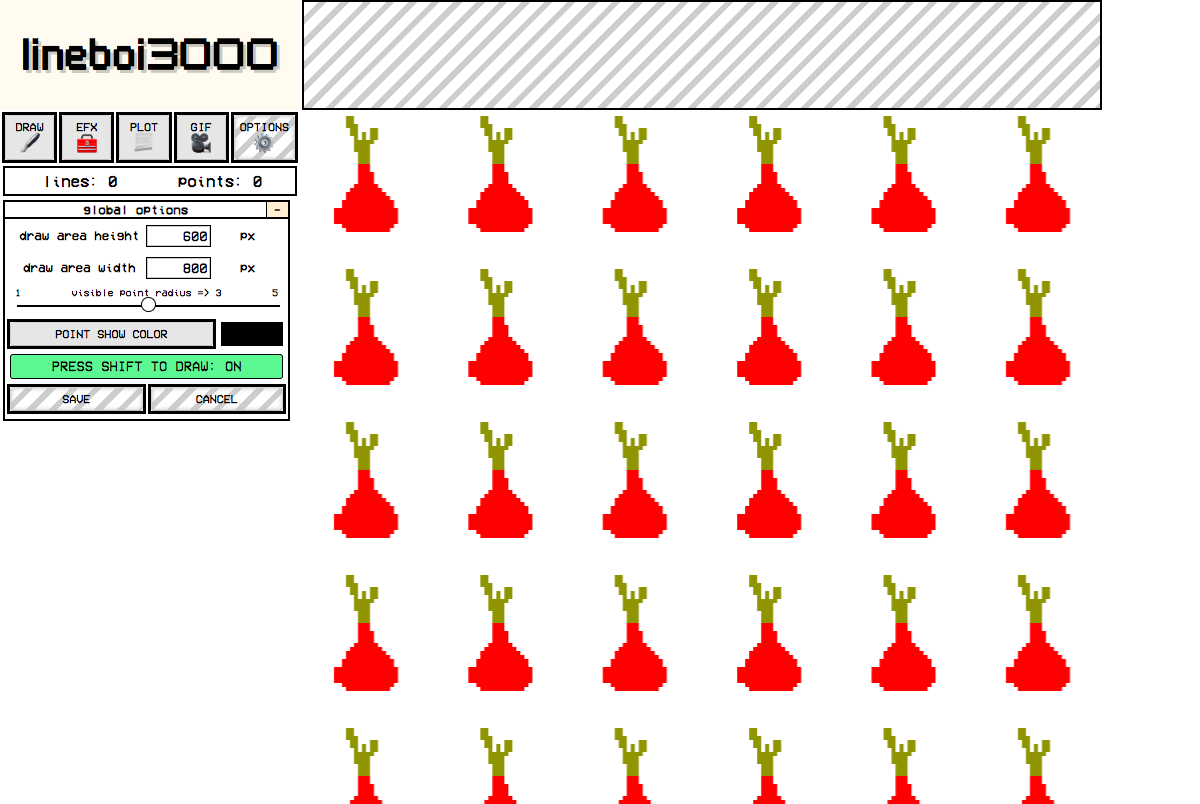 lineboi3000
DRAW EFX PLOT GIF OPTIONS
lines: 0 points: 0
global options -
draw area height 600 px
draw area width 800 px
1 visible point radius => 3 5
POINT SHOW COLOR
PRESS SHIFT TO DRAW: ON
SAVE CANCEL